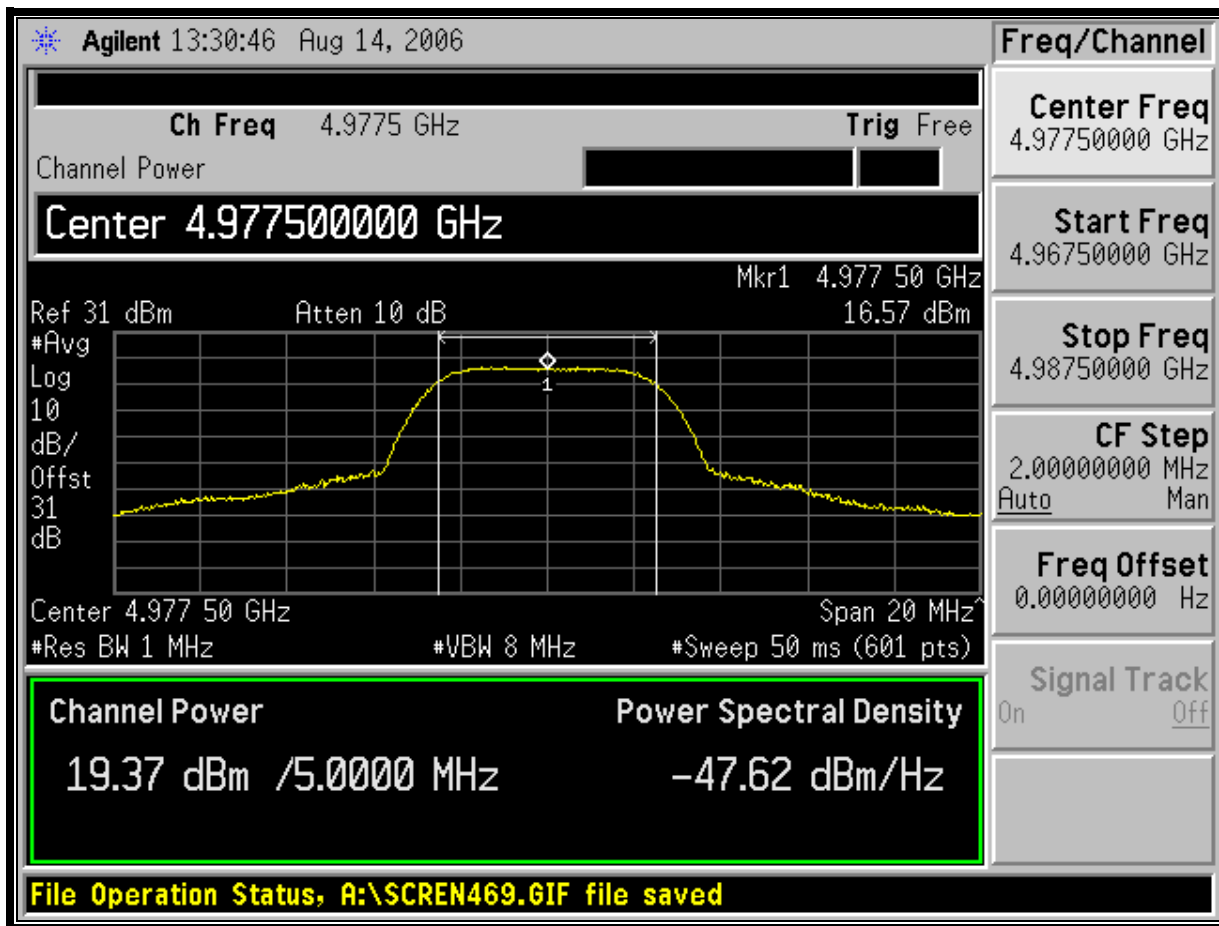 Agilent 13:30:46 Aug 14, 2006
Freq/Channel
Ch Freq 4.9775 GHz Trig Free
Channel Power
Center 4.977500000 GHz
Mkr1 4.977 50 GHz
Ref 31 dBm Atten 10 dB 16.57 dBm
#Avg
Log
10
dB/
Offst
31
dB
1
Center 4.977 50 GHz Span 20 MHz^
#Res BW 1 MHz #VBW 8 MHz #Sweep 50 ms (601 pts)
Channel Power Power Spectral Density
19.37 dBm /5.0000 MHz -47.62 dBm/Hz
File Operation Status, A:\SCREN469.GIF file saved
Center Freq
4.97750000 GHz
Start Freq
4.96750000 GHz
Stop Freq
4.98750000 GHz
CF Step
2.00000000 MHz
Auto Man
Freq Offset
0.00000000 Hz
Signal Track
On Off